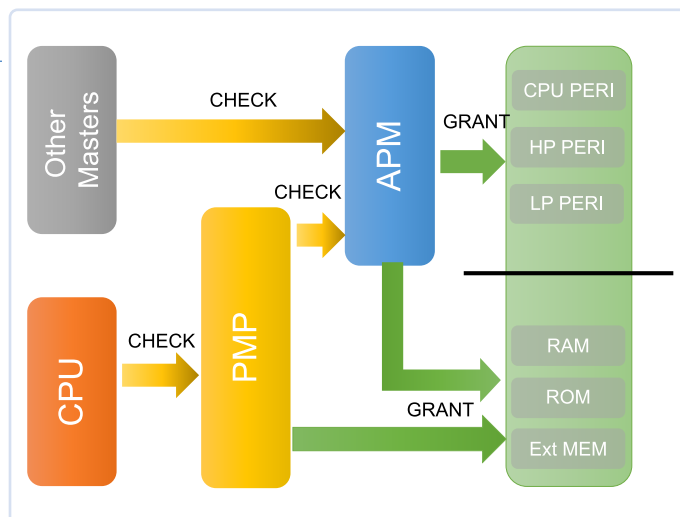 Other
Masters
CHECK
APM
GRANT
CPU PERI
HP PERI
LP PERI
CHECK
PMP
CPU
CHECK
GRANT
RAM
ROM
Ext MEM